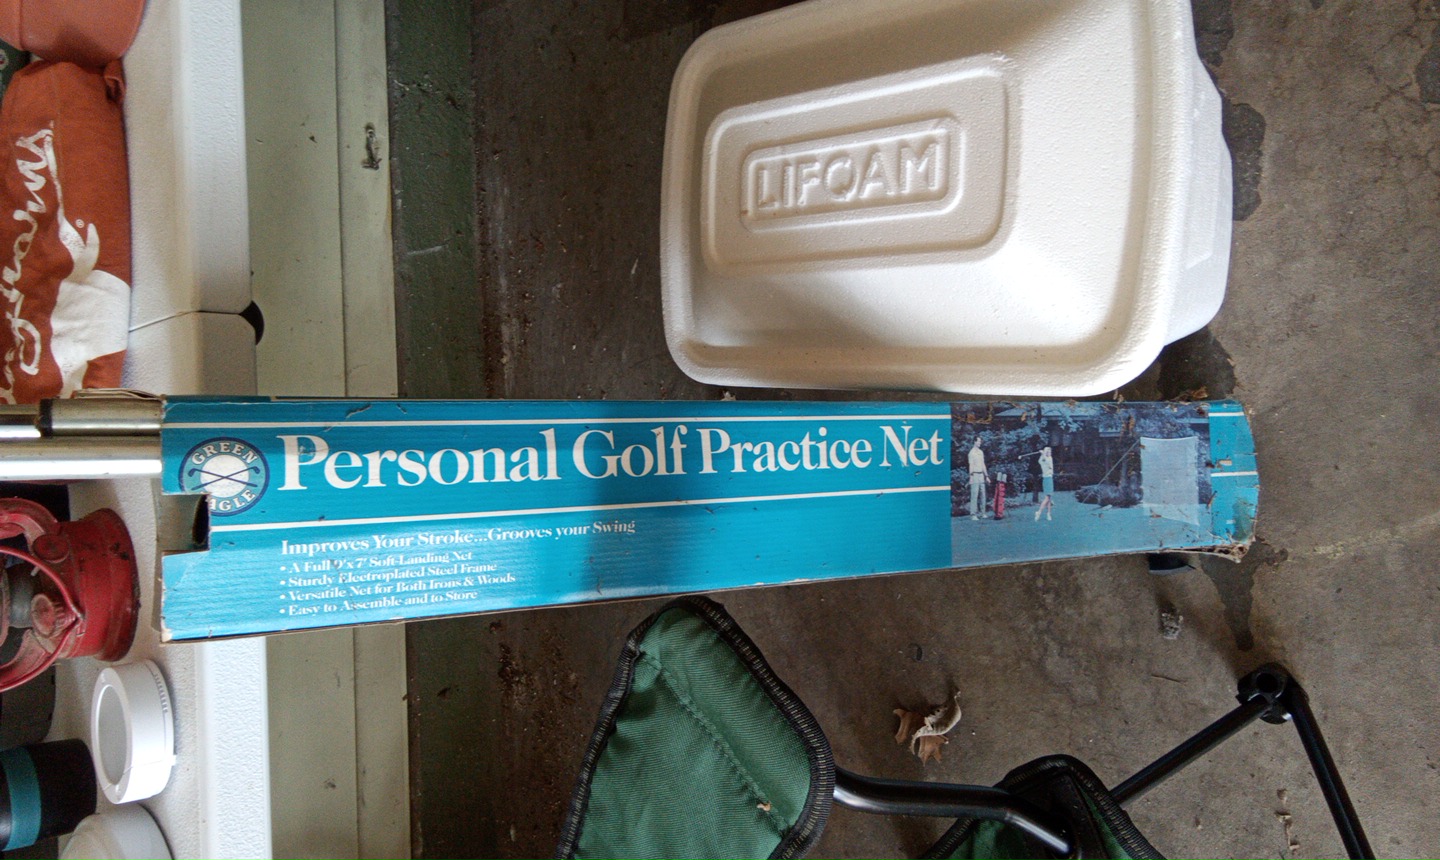 LIFOAM
GREEN
EAGLE
Personal Golf Practice Net
Improves Your Stroke...Grooves your Swing
• A Full 9'x 7' Soft-Landing Net
• Sturdy Electroplated Steel Frame
• Versatile Net for Both Irons & Woods
• Easy to Assemble and to Store